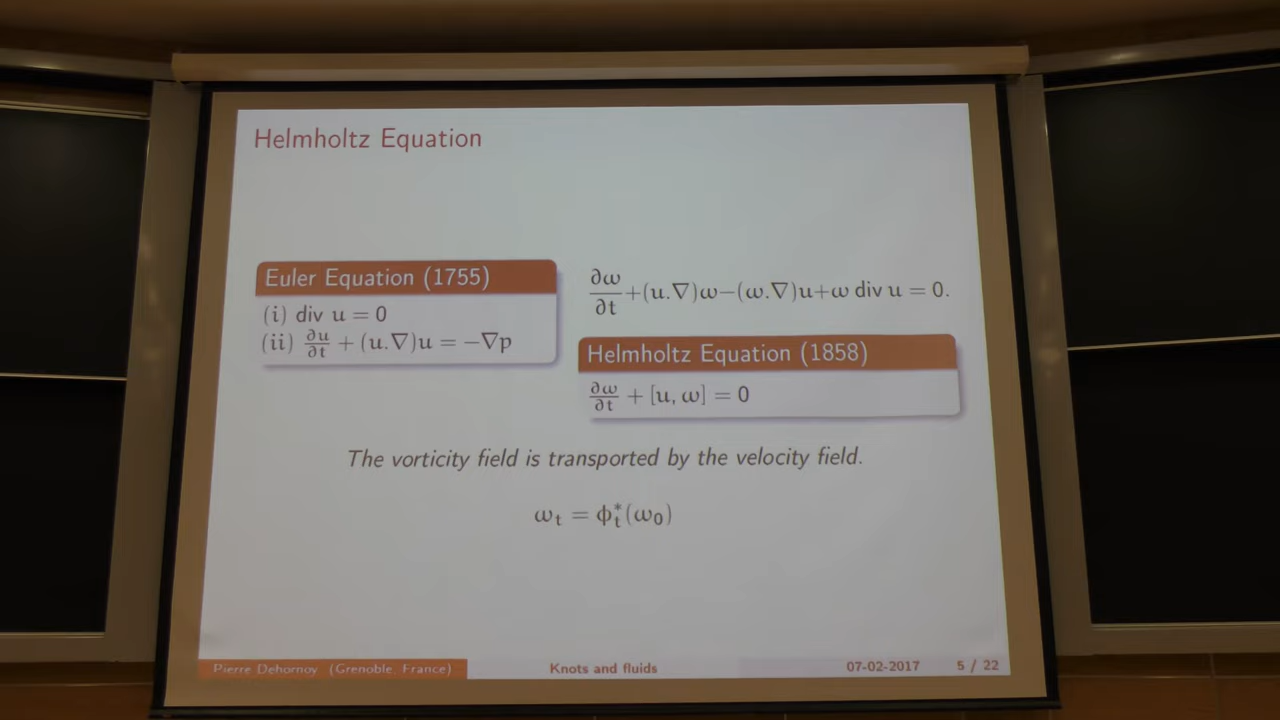 Helmholtz Equation
Euler Equation (1755)
(i) div u = 0
(ii) ∂u/∂t + (u.∇)u = −∇p
∂ω/∂t +(u.∇)ω−(ω.∇)u+ω div u = 0.
Helmholtz Equation (1858)
∂ω/∂t + [u, ω] = 0
The vorticity field is transported by the velocity field.
ωₜ = ϕₜ*(ω₀)
Pierre Dehornoy (Grenoble, France) Knots and fluids 07-02-2017 5 / 22